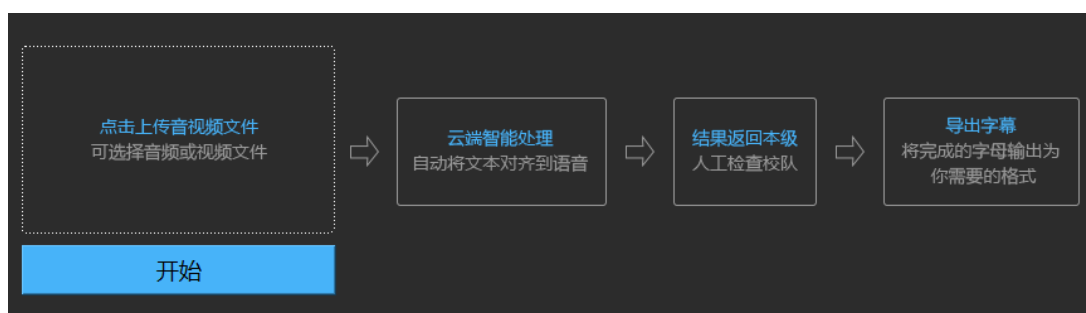 点击上传音视频文件
可选择音频或视频文件
云端智能处理
自动将文本对齐到语音
结果返回本级
人工检查校队
导出字幕
将完成的字母输出为
你需要的格式
开始